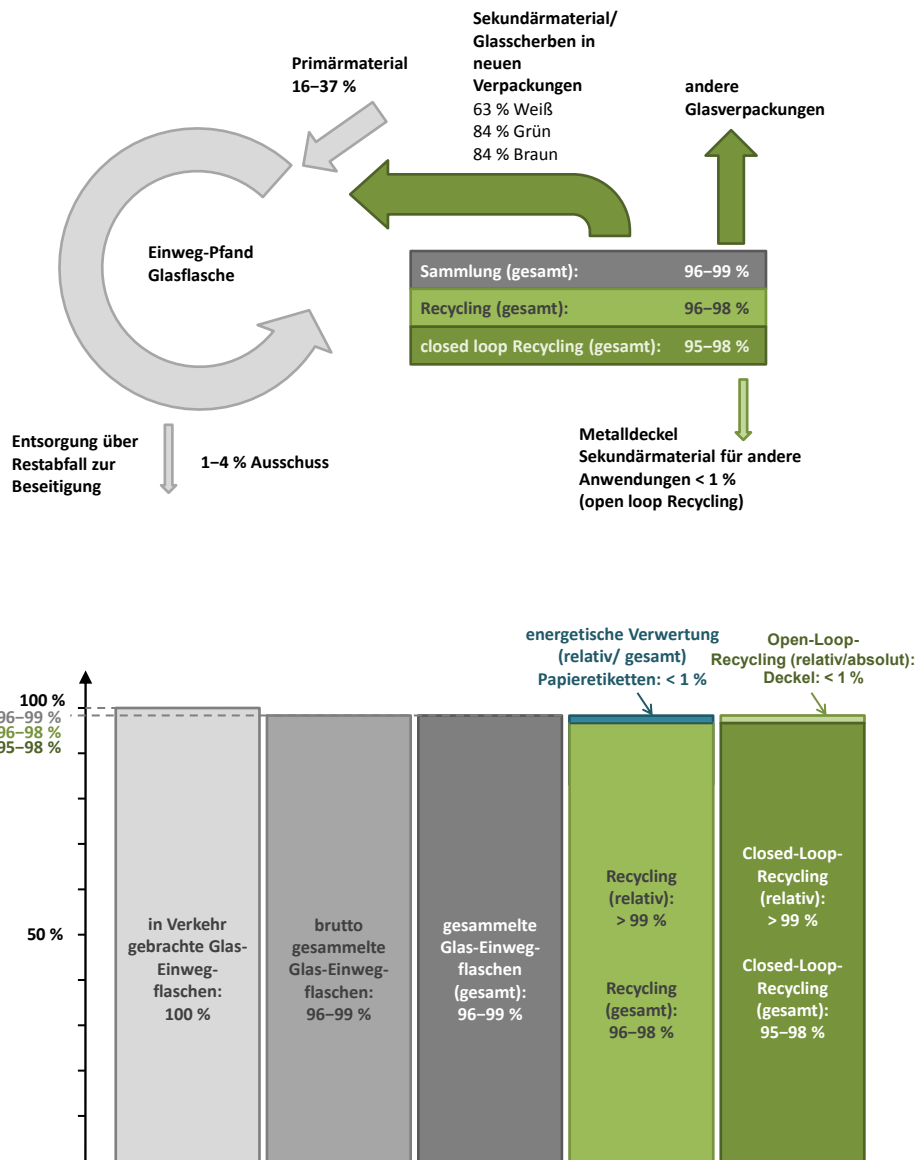 Sekundärmaterial/
Glasscherben in
neuen
Verpackungen
63 % Weiß
84 % Grün
84 % Braun
Primärmaterial
16–37 %
andere
Glasverpackungen
Einweg-Pfand
Glasflasche
Sammlung (gesamt): 96–99 %
Recycling (gesamt): 96–98 %
closed loop Recycling (gesamt): 95–98 %
Entsorgung über
Restabfall zur
Beseitigung
1–4 % Ausschuss
Metalldeckel
Sekundärmaterial für andere
Anwendungen < 1 %
(open loop Recycling)
energetische Verwertung
(relativ/ gesamt)
Papieretiketten: < 1 %
Open-Loop-
Recycling (relativ/absolut):
Deckel: < 1 %
100 %
96–99 %
96–98 %
95–98 %
50 %
in Verkehr
gebrachte Glas-
Einweg-
flaschen:
100 %
brutto
gesammelte
Glas-Einweg-
flaschen:
96–99 %
gesammelte
Glas-Einweg-
flaschen
(gesamt):
96–99 %
Recycling
(relativ):
> 99 %
Recycling
(gesamt):
96–98 %
Closed-Loop-
Recycling
(relativ):
> 99 %
Closed-Loop-
Recycling
(gesamt):
95–98 %